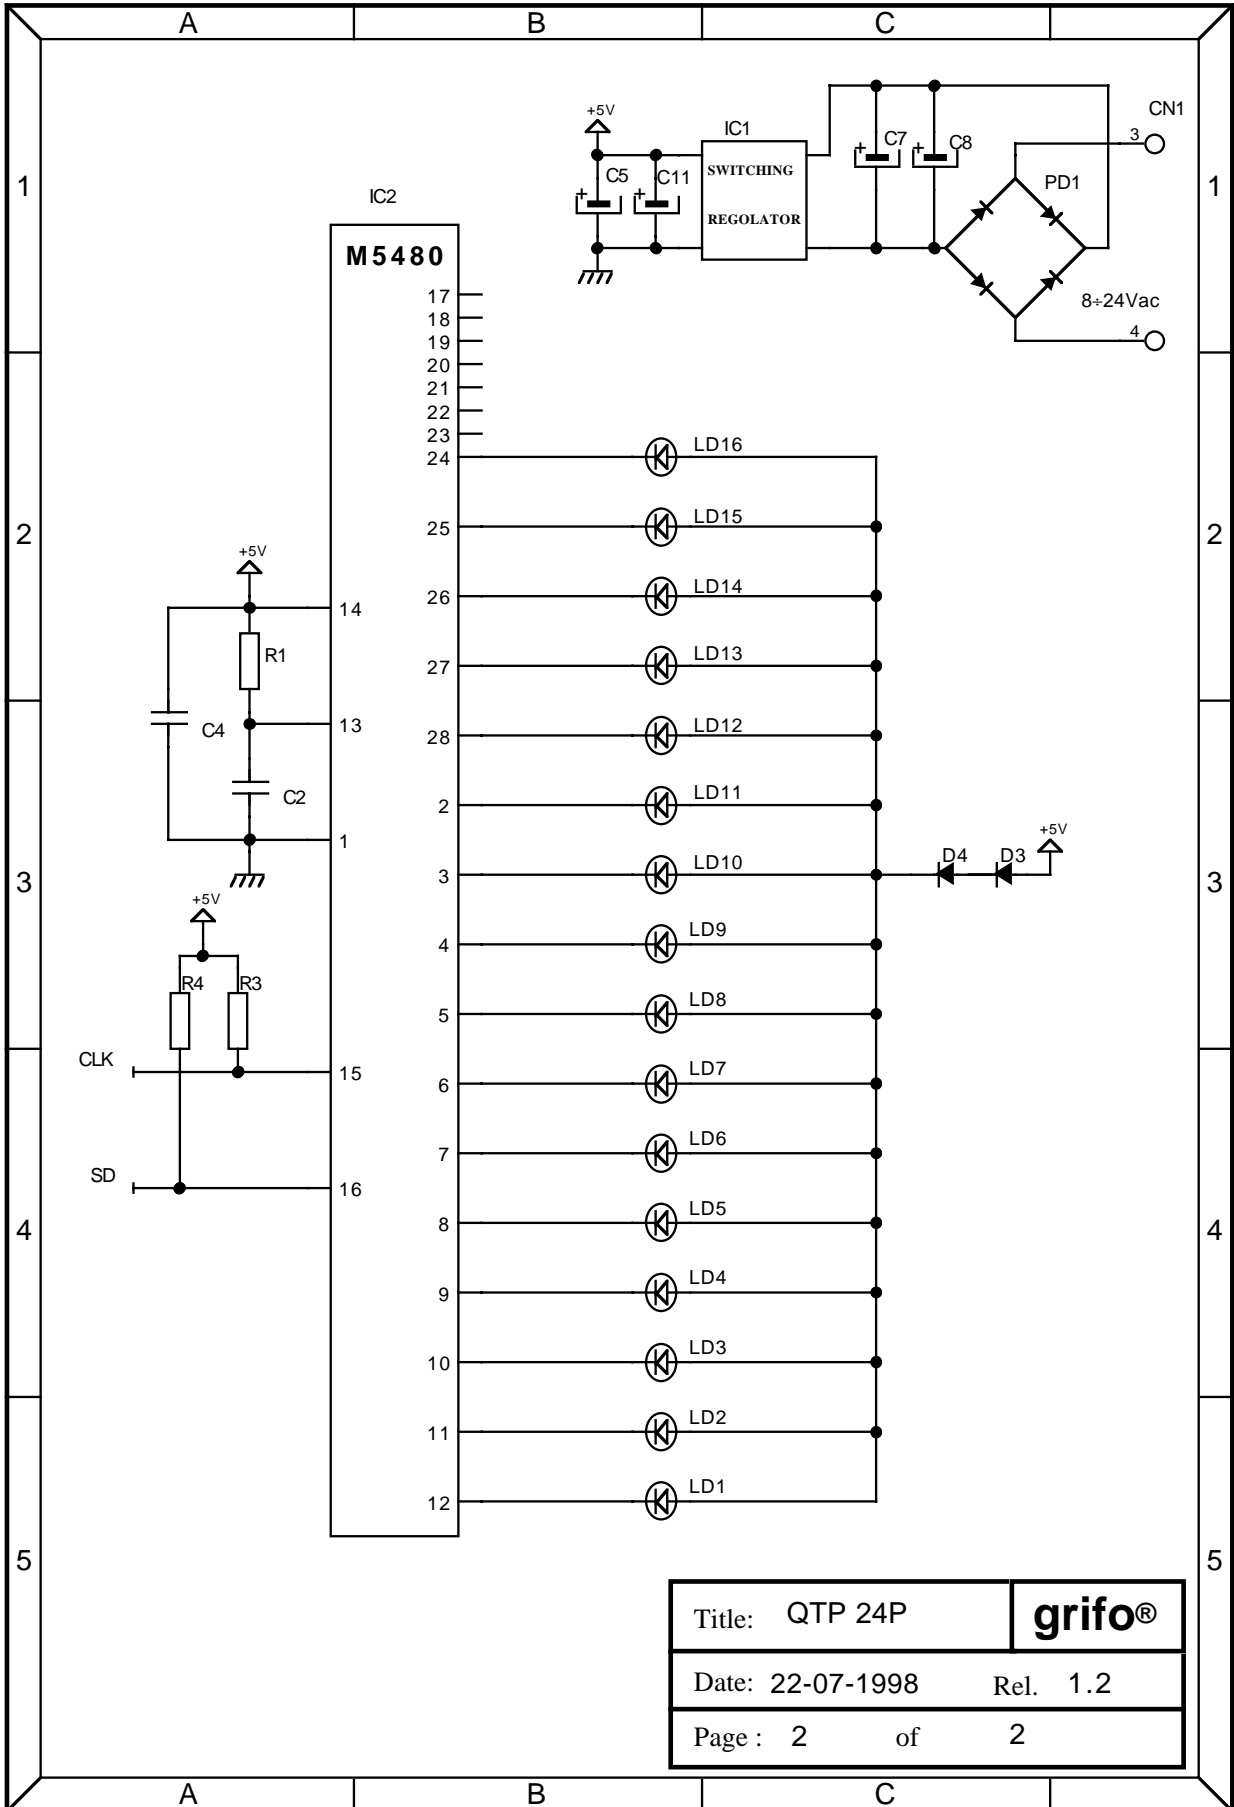 A B C
+5V
IC1
CN1
3
C7 C8
1 C5 C11 SWITCHING PD1 1
REGOLATOR
IC2
M5480
8÷24Vac
4
17
18
19
20
21
22
23
24 LD16
2 25 LD15 2
+5V
26 LD14
14
R1 27 LD13
C4 13 28 LD12
C2 2 LD11
1
+5V
3 3 LD10 D4 D3 3
+5V
4 LD9
R4 R3
5 LD8
CLK 15 6 LD7
7 LD6
SD 16
4 8 LD5 4
9 LD4
10 LD3
11 LD2
12 LD1
5 5
Title: QTP 24P grifo®
Date: 22-07-1998 Rel. 1.2
Page : 2 of 2
A B C